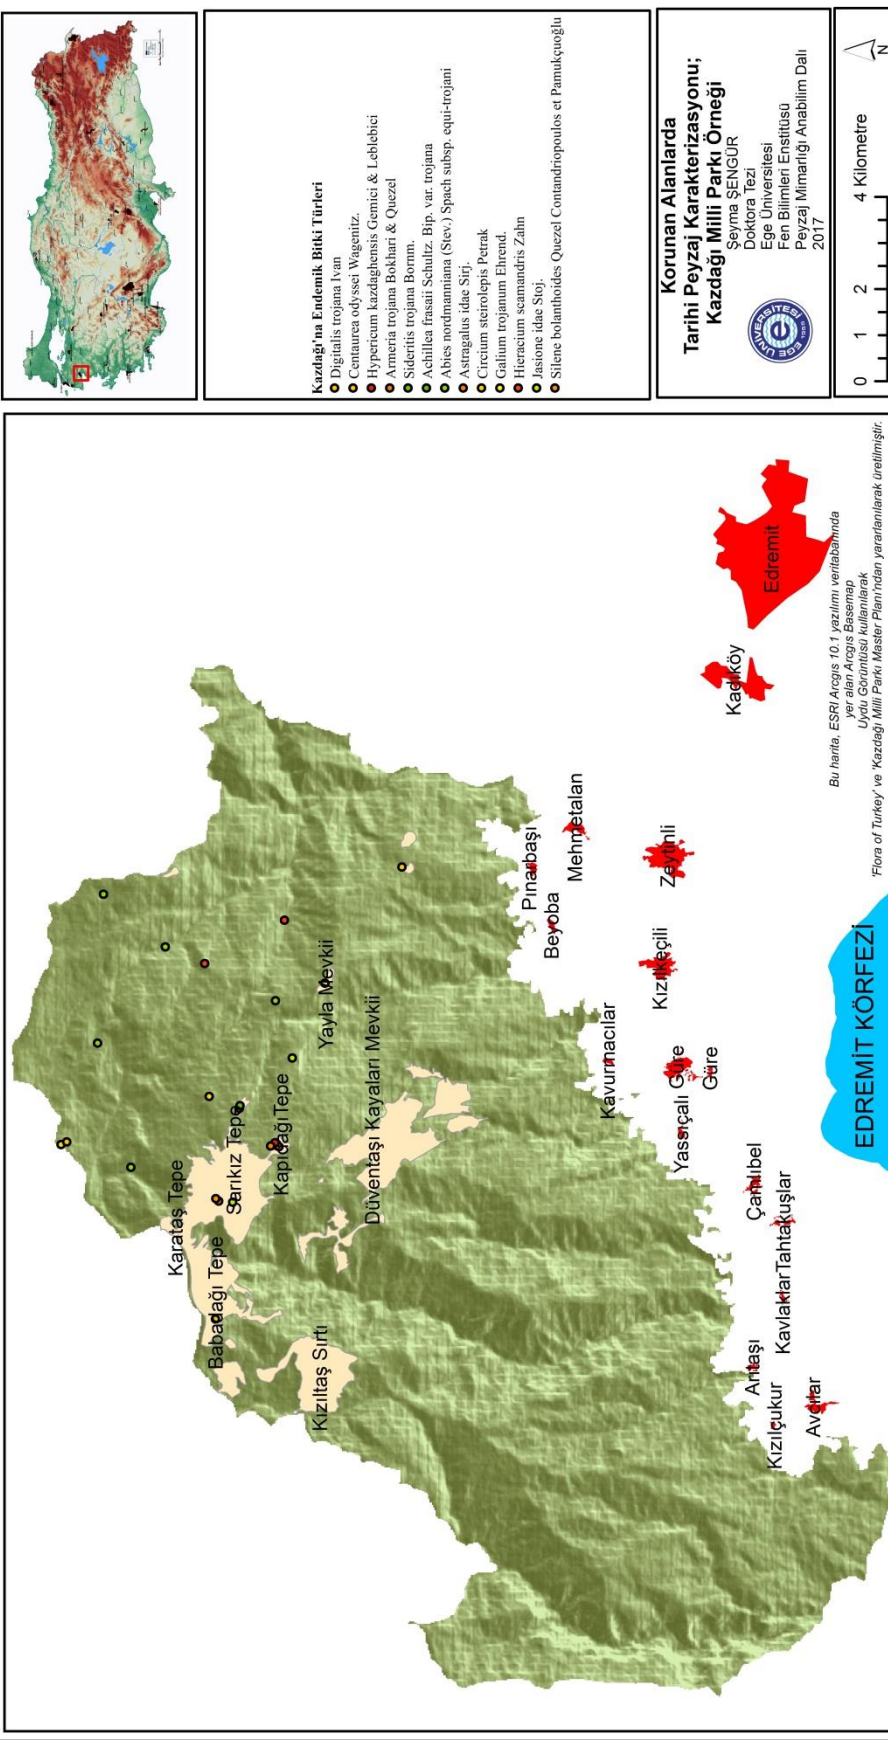 Karataş Tepe
Babadağı Tepe
Sarıkız Tepe
KapıdağıTepe
Kızıltaş Sırtı
Yayla Mevkii
Düventaşı Kayaları Mevkii
Pınarbaşı
Beyoba
Mehmetalan
Kavurmacılar
Kızılkeçili
Zeytinli
Yassıçalı
Güre
Güre
Çamlıbel
Tahtakuşlar
Kavlaklar
Arıtaşı
Kızılçukur
Avcılar
Kadıköy
Edremit
EDREMİT KÖRFEZİ
Bu harita, ESRI Arcgis 10.1 yazılımı veritabanında
yer alan Arcgis Basemap
Uydu Görüntüsü kullanılarak
'Flora of Turkey' ve 'Kazdağı Milli Parkı Master Planı'ndan yararlanılarak üretilmiştir.
Kazdağı'na Endemik Bitki Türleri
Digitalis trojana Ivan
Centaurea odyssei Wagenitz.
Hypericum kazdaghensis Gemici & Leblebici
Armeria trojana Bokhari & Quezel
Sideritis trojana Bornm.
Achillea frasaii Schultz. Bip. var. trojana
Abies nordmanniana (Stev.) Spach subsp. equi-trojani
Astragalus idae Sirj.
Circium steirolepis Petrak
Galium trojanum Ehrend.
Hieracium scamandris Zahn
Jasione idae Stoj.
Silene bolanthoides Quezel Contandriopoulos et Pamukçuoğlu
Korunan Alanlarda
Tarihi Peyzaj Karakterizasyonu;
Kazdağı Milli Parkı Örneği
Şeyma ŞENGÜR
Doktora Tezi
Ege Üniversitesi
Fen Bilimleri Enstitüsü
Peyzaj Mimarlığı Anabilim Dalı
2017
EGE ÜNİVERSİTESİ
0 1 2 4 Kilometre
N